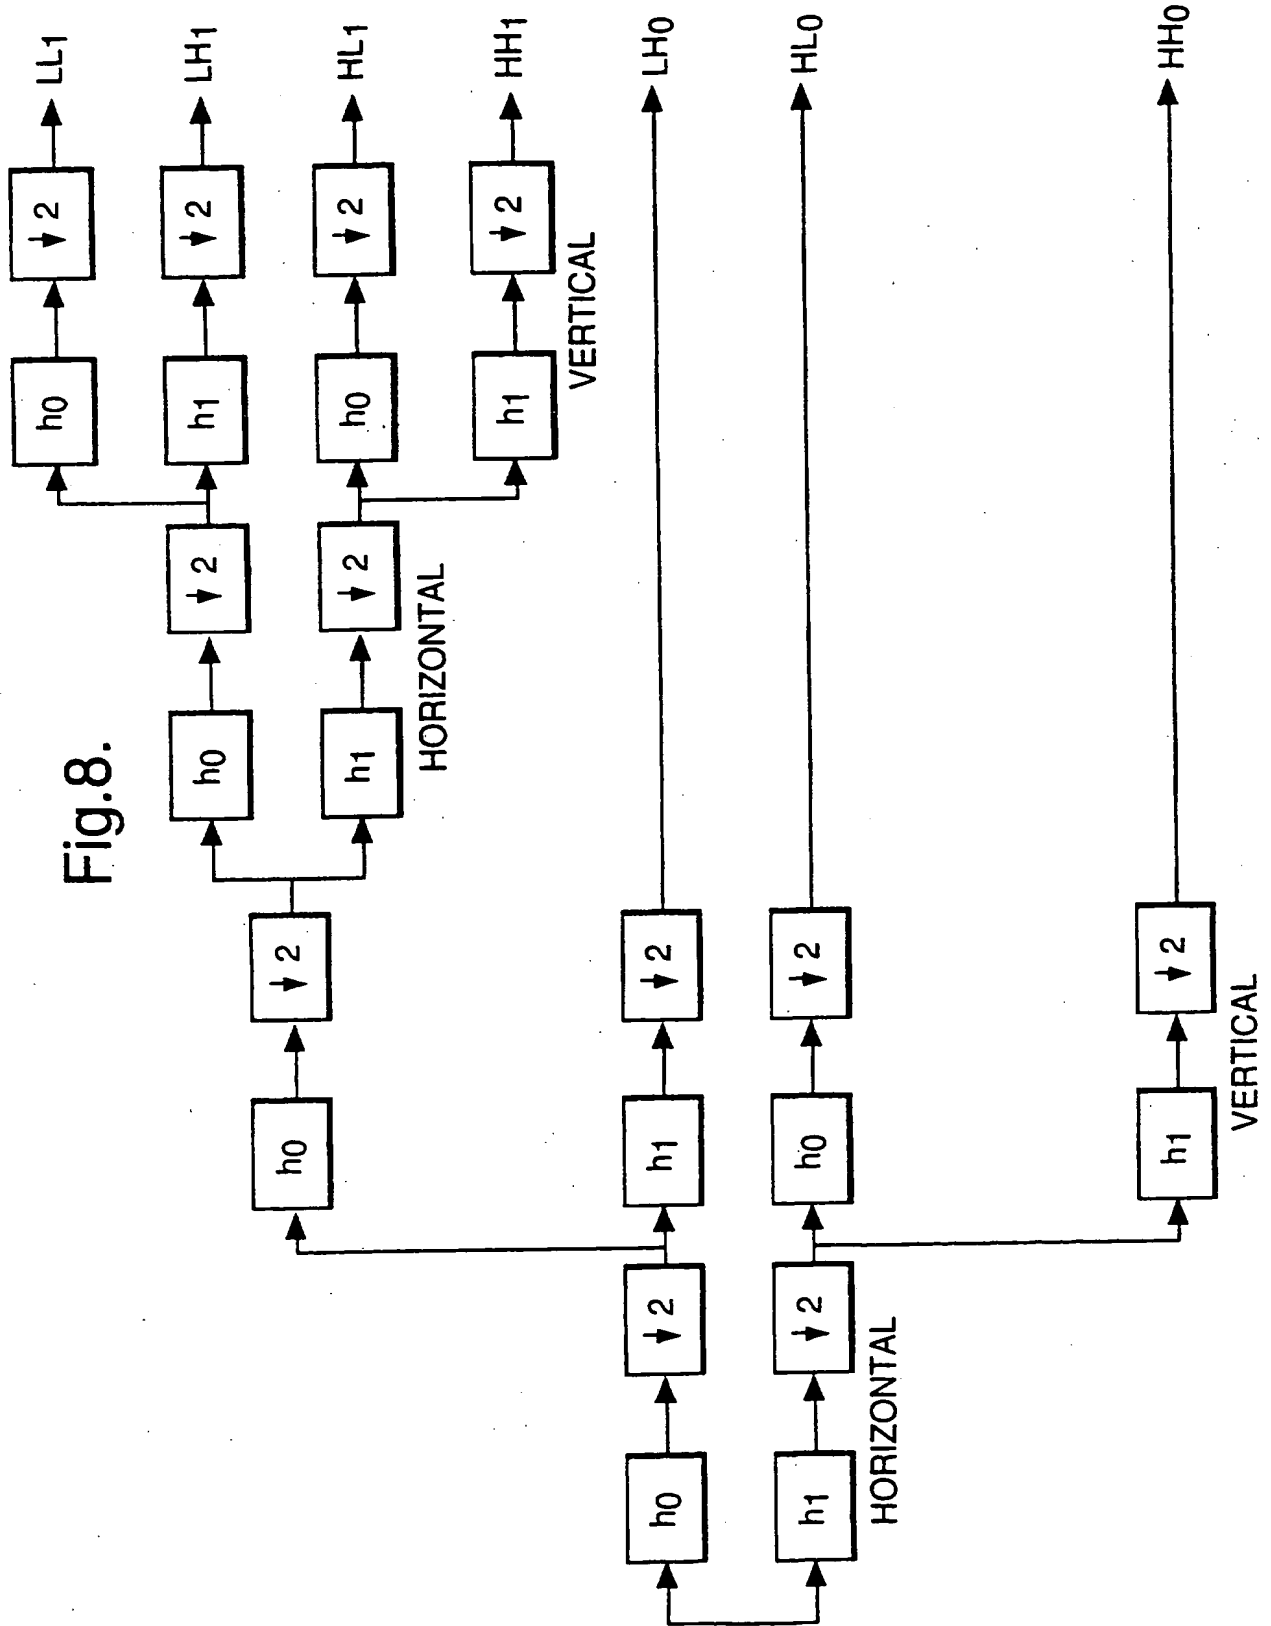 Fig.8.
h0 ↓2 LL1
h0 ↓2 h1 ↓2 LH1
h0 ↓2
h1 ↓2 h0 ↓2 HL1
HORIZONTAL
h1 ↓2 HH1
VERTICAL
h0 ↓2 h1 ↓2 LH0
h1 ↓2 h0 ↓2 HL0
HORIZONTAL
h1 ↓2 HH0
VERTICAL